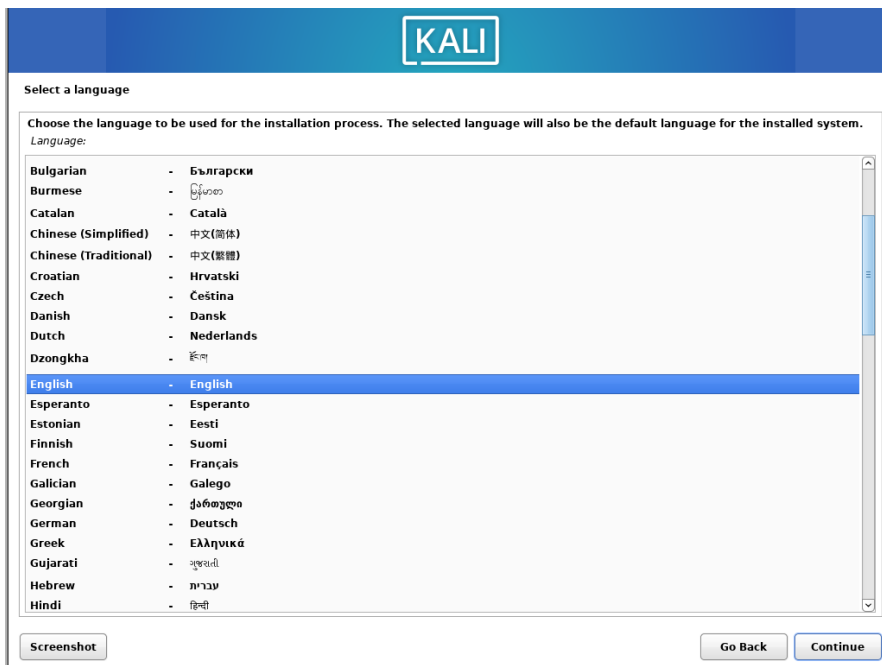 KALI
Select a language
Choose the language to be used for the installation process. The selected language will also be the default language for the installed system.
Language:
Bulgarian - Български
Burmese - မြန်မာစာ
Catalan - Català
Chinese (Simplified) - 中文(简体)
Chinese (Traditional) - 中文(繁體)
Croatian - Hrvatski
Czech - Čeština
Danish - Dansk
Dutch - Nederlands
Dzongkha - རྫོང་ཁ།
English - English
Esperanto - Esperanto
Estonian - Eesti
Finnish - Suomi
French - Français
Galician - Galego
Georgian - ქართული
German - Deutsch
Greek - Ελληνικά
Gujarati - ગુજરાતી
Hebrew - עברית
Hindi - हिन्दी
Screenshot Go Back Continue